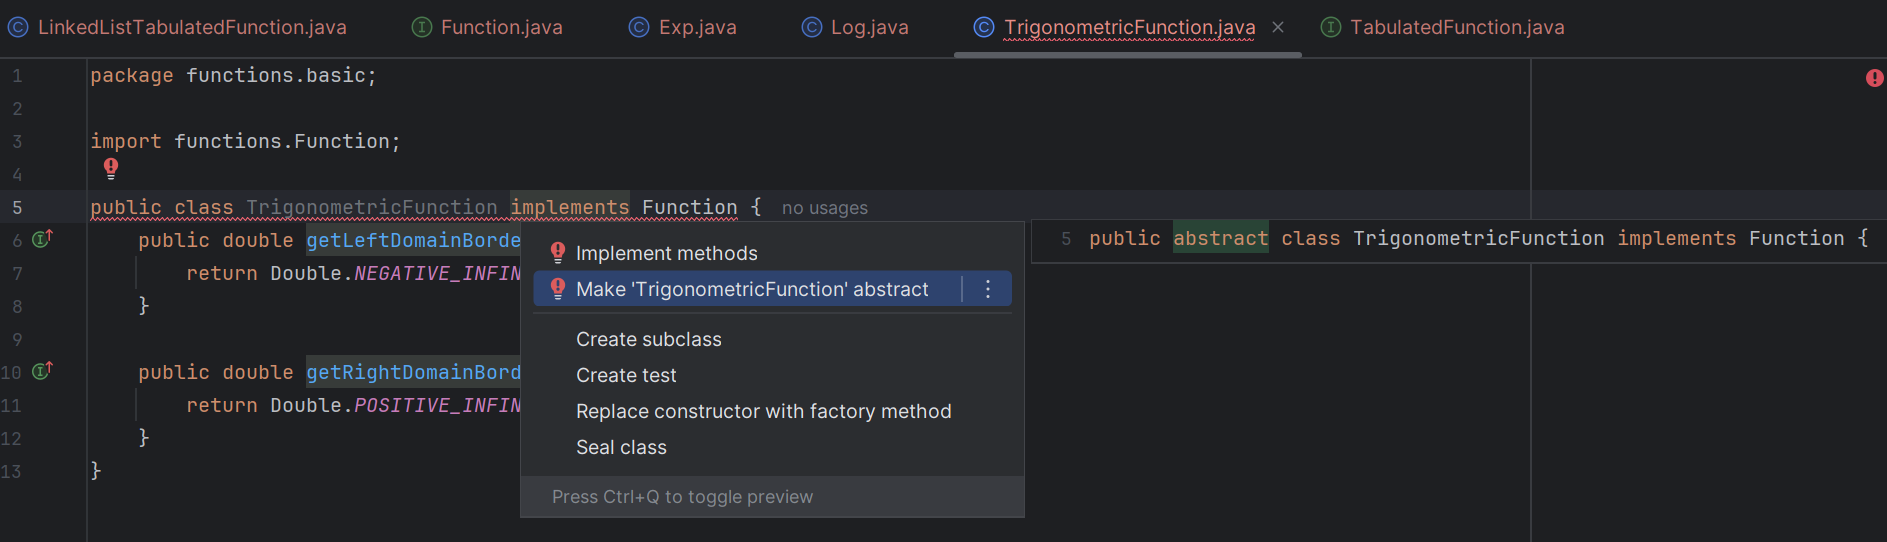 LinkedListTabulatedFunction.java Function.java Exp.java Log.java TrigonometricFunction.java TabulatedFunction.java
1 package functions.basic;
2
3 import functions.Function;
4
5 public class TrigonometricFunction implements Function { no usages
6 public double getLeftDomainBorde
7 return Double.NEGATIVE_INFIN
8 }
9
10 public double getRightDomainBord
11 return Double.POSITIVE_INFIN
12 }
13 }
Implement methods
Make 'TrigonometricFunction' abstract
Create subclass
Create test
Replace constructor with factory method
Seal class
Press Ctrl+Q to toggle preview
5 public abstract class TrigonometricFunction implements Function {